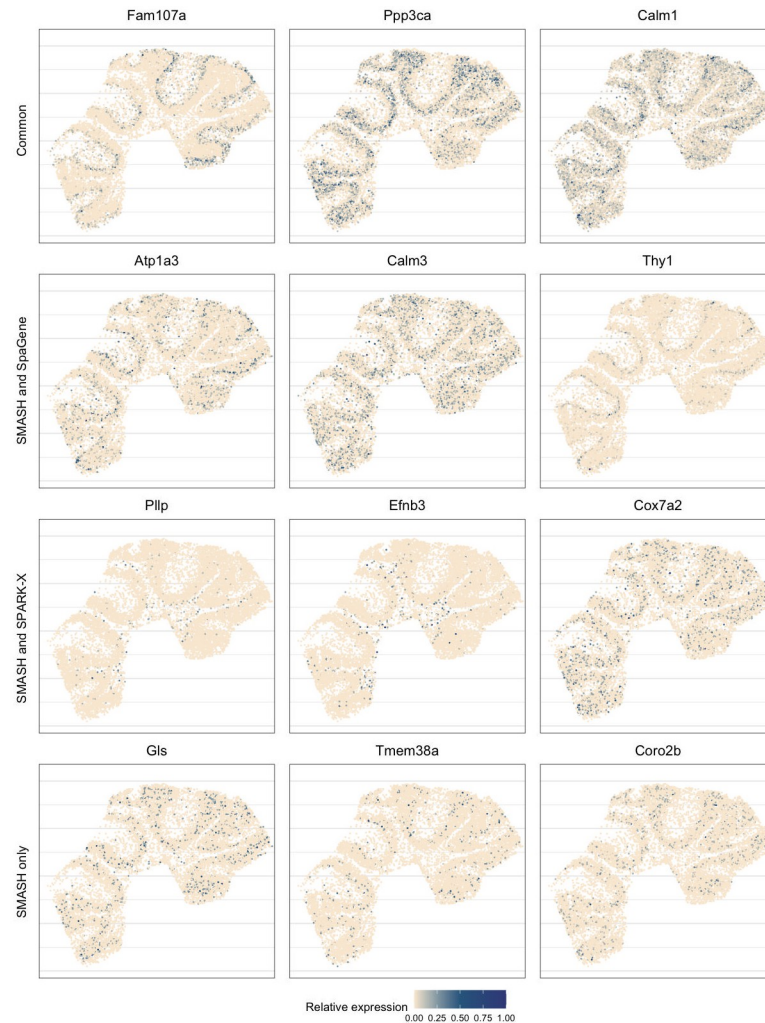 Fam107a Ppp3ca Calm1
Common
Atp1a3 Calm3 Thy1
SMASH and SpaGene
Pllp Efnb3 Cox7a2
SMASH and SPARK-X
Gls Tmem38a Coro2b
SMASH only
Relative expression
0.00 0.25 0.50 0.75 1.00